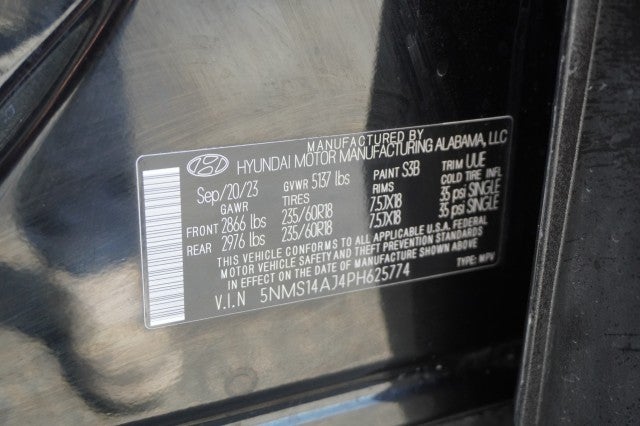 MANUFACTURED BY
HYUNDAI MOTOR MANUFACTURING ALABAMA, LLC
Sep/20/23 GVWR 5137 lbs PAINT S3B TRIM UUE
GAWR TIRES RIMS COLD TIRE INFL
FRONT 2866 lbs 235/60R18 7.5JX18 35 psi SINGLE
REAR 2976 lbs 235/60R18 7.5JX18 35 psi SINGLE
THIS VEHICLE CONFORMS TO ALL APPLICABLE U.S.A. FEDERAL
MOTOR VEHICLE SAFETY AND THEFT PREVENTION STANDARDS
IN EFFECT ON THE DATE OF MANUFACTURE SHOWN ABOVE.
V.I.N 5NMS14AJ4PH625774 TYPE: MPV